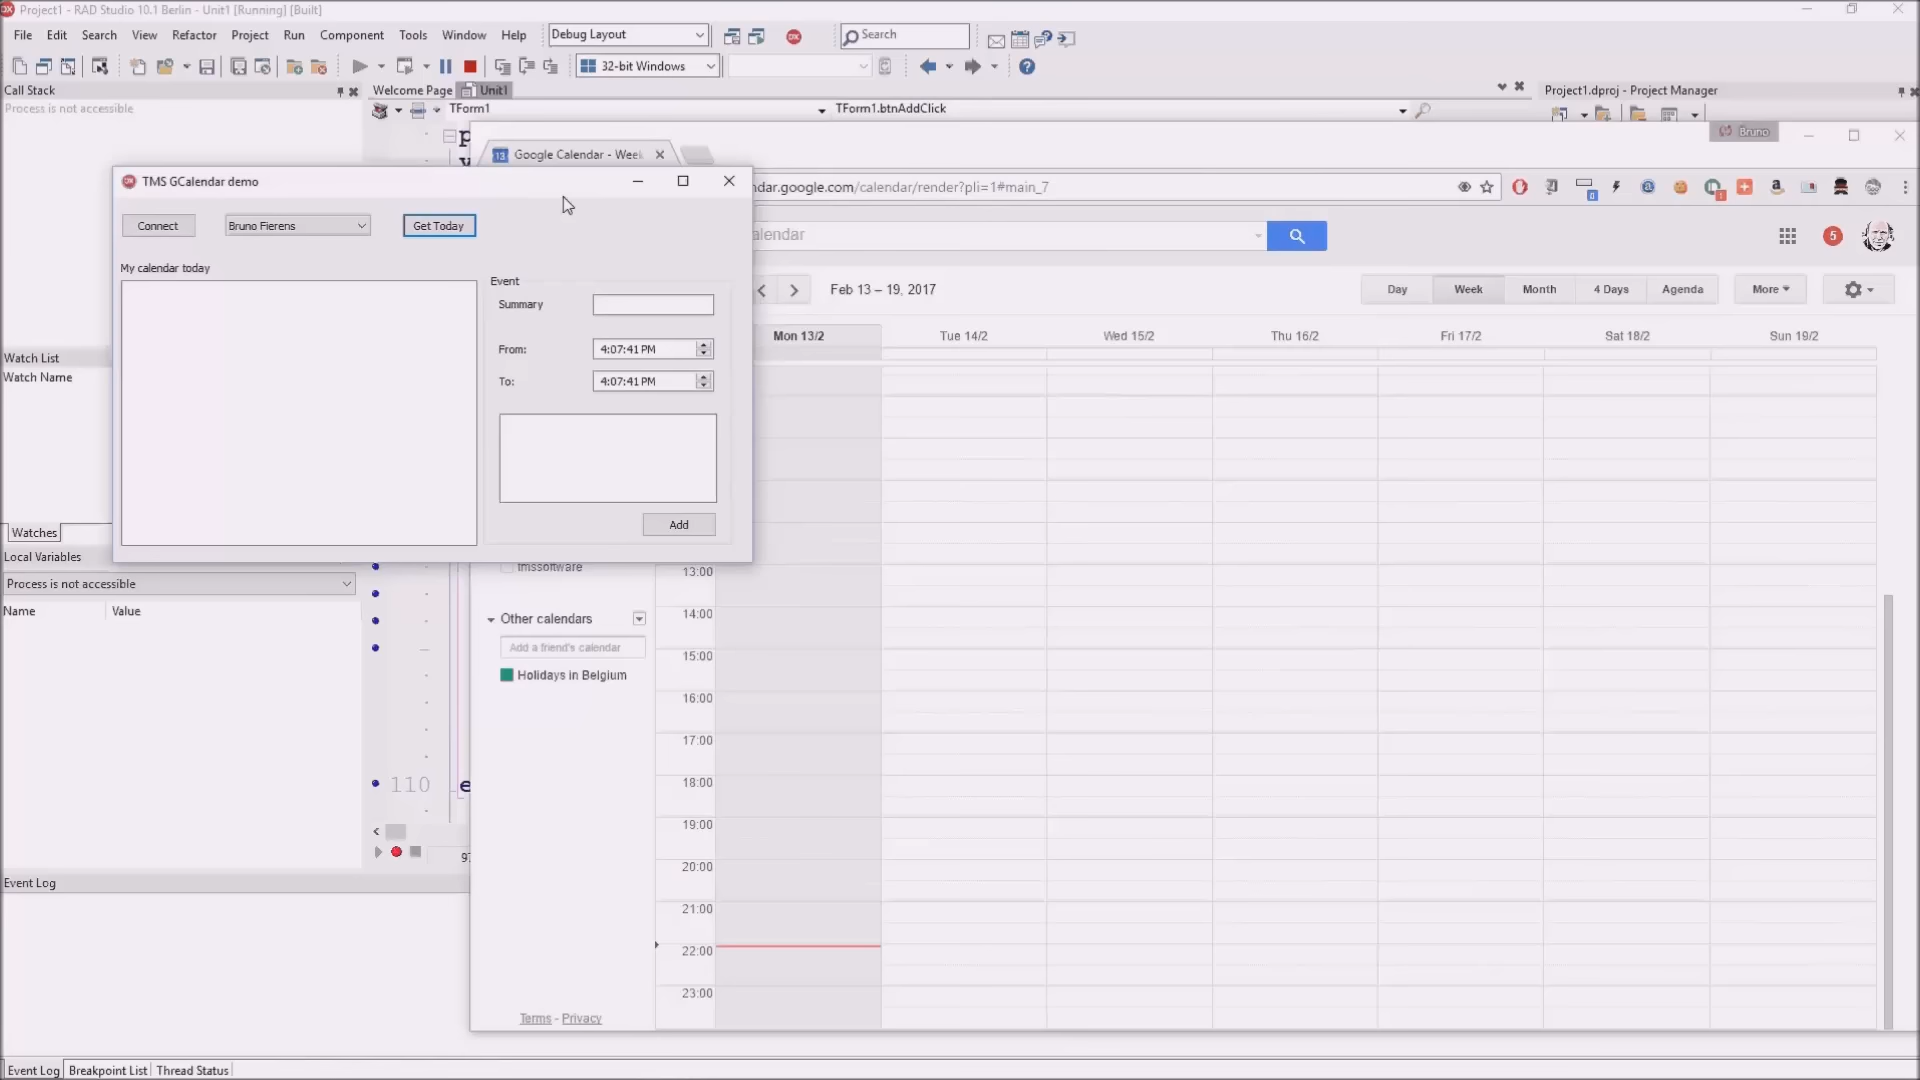 Project1 - RAD Studio 10.1 Berlin - Unit1 [Running] [Built]
File Edit Search View Refactor Project Run Component Tools Window Help Debug Layout Search
32-bit Windows
Call Stack
Process is not accessible
Welcome Page Unit1
TForm1 TForm1.btnAddClick
Project1.dproj - Project Manager
Bruno
Google Calendar - Week
dar.google.com/calendar/render?pli=1#main_7
TMS GCalendar demo
Connect Bruno Fierens Get Today
My calendar today
Event
Summary
From: 4:07:41 PM
To: 4:07:41 PM
Add
alendar
5
Feb 13 – 19, 2017
Day Week Month 4 Days Agenda More
Mon 13/2 Tue 14/2 Wed 15/2 Thu 16/2 Fri 17/2 Sat 18/2 Sun 19/2
Watch List
Watch Name
Watches
Local Variables
Process is not accessible
Name Value
110 e
97
tmssoftware
Other calendars
Add a friend's calendar
Holidays in Belgium
13:00
14:00
15:00
16:00
17:00
18:00
19:00
20:00
21:00
22:00
23:00
Terms - Privacy
Event Log
Event Log Breakpoint List Thread Status